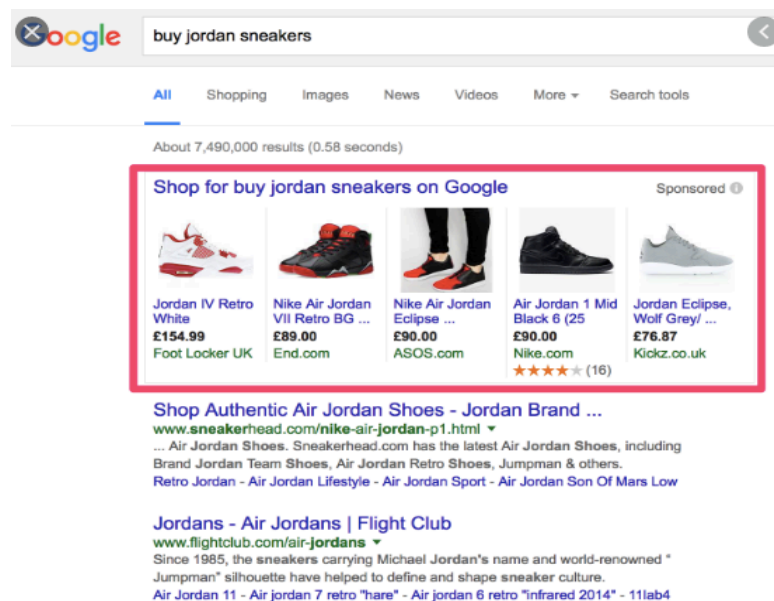 Google
buy jordan sneakers
All Shopping Images News Videos More Search tools
About 7,490,000 results (0.58 seconds)
Shop for buy jordan sneakers on Google Sponsored
Jordan IV Retro White
£154.99
Foot Locker UK
Nike Air Jordan VII Retro BG ...
£89.00
End.com
Nike Air Jordan Eclipse ...
£90.00
ASOS.com
Air Jordan 1 Mid Black 6 (25
£90.00
Nike.com
(16)
Jordan Eclipse, Wolf Grey/ ...
£76.87
Kickz.co.uk
Shop Authentic Air Jordan Shoes - Jordan Brand ...
www.sneakerhead.com/nike-air-jordan-p1.html
... Air Jordan Shoes. Sneakerhead.com has the latest Air Jordan Shoes, including
Brand Jordan Team Shoes, Air Jordan Retro Shoes, Jumpman & others.
Retro Jordan - Air Jordan Lifestyle - Air Jordan Sport - Air Jordan Son Of Mars Low
Jordans - Air Jordans | Flight Club
www.flightclub.com/air-jordans
Since 1985, the sneakers carrying Michael Jordan's name and world-renowned "
Jumpman" silhouette have helped to define and shape sneaker culture.
Air Jordan 11 - Air jordan 7 retro "hare" - Air jordan 6 retro "infrared 2014" - 11lab4